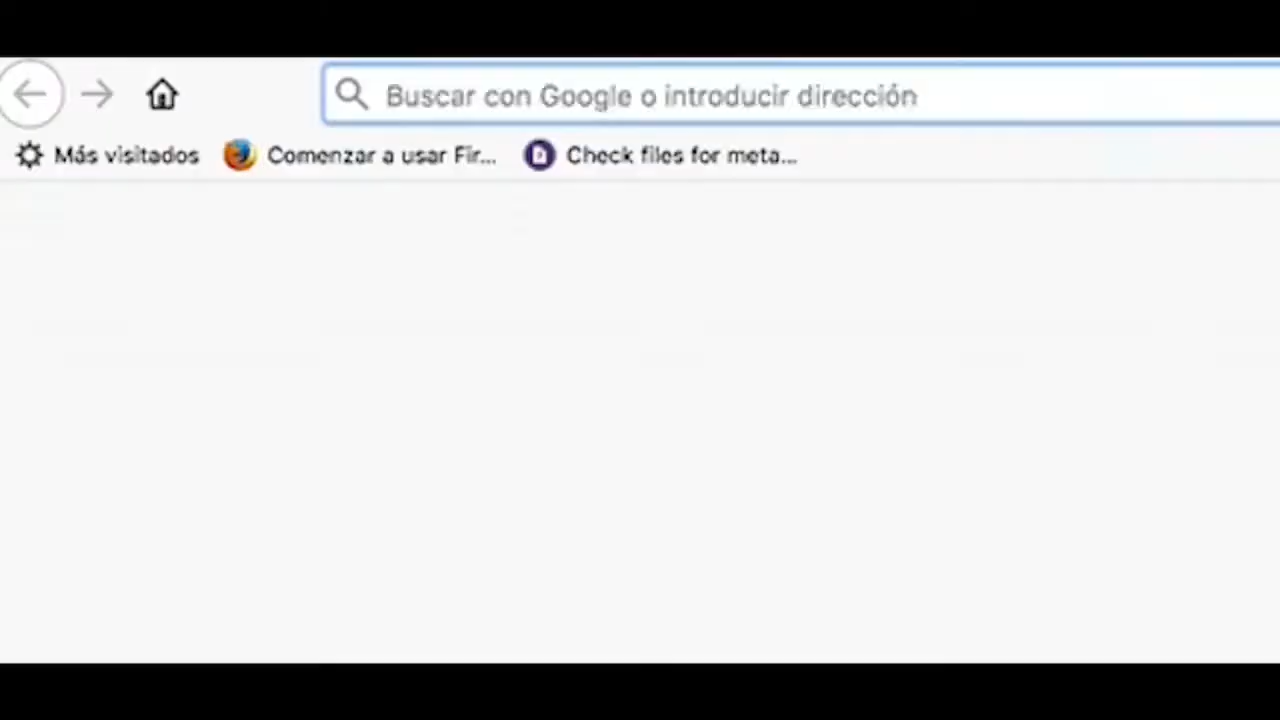 Buscar con Google o introducir dirección
Más visitados Comenzar a usar Fir... Check files for meta...